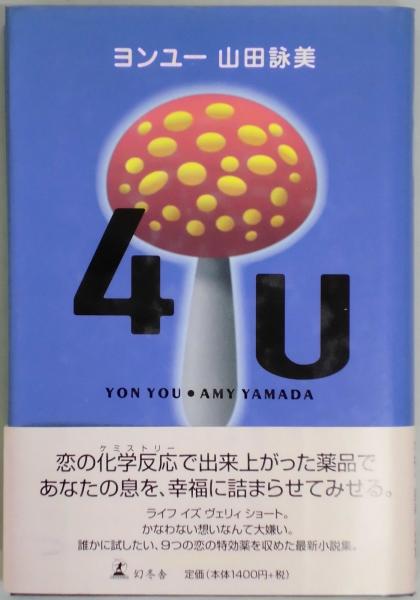 ヨンユー 山田詠美
4U
YON YOU●AMY YAMADA
ケミストリー
恋の化学反応で出来上がった薬品で
あなたの息を、幸福に詰まらせてみせる。
ライフ イズ ヴェリィ ショート。
かなわない想いなんて大嫌い。
誰かに試したい、9つの恋の特効薬を収めた最新小説集。
幻冬舎 定価(本体1400円+税)